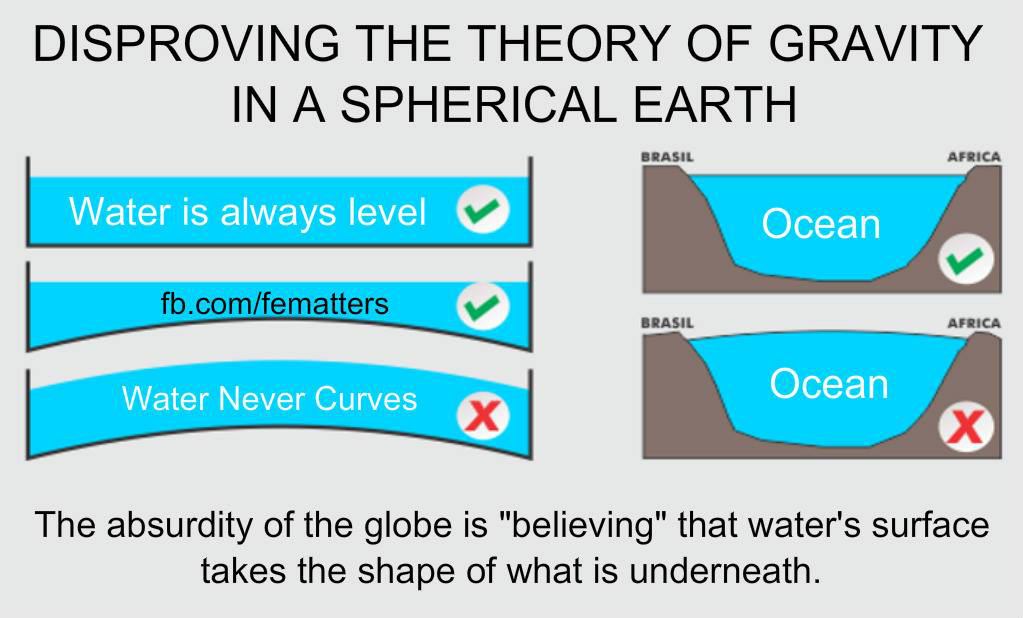 DISPROVING THE THEORY OF GRAVITY
IN A SPHERICAL EARTH
Water is always level
fb.com/fematters
Water Never Curves
BRASIL AFRICA
Ocean
BRASIL AFRICA
Ocean
The absurdity of the globe is "believing" that water's surface
takes the shape of what is underneath.